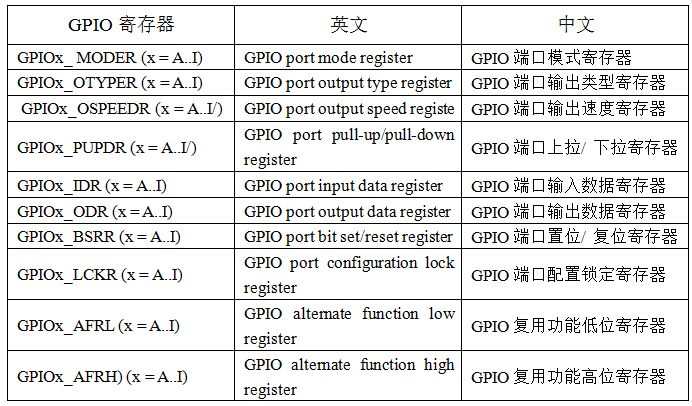 GPIO 寄存器 英文 中文
GPIOx_ MODER (x = A..I) GPIO port mode register GPIO 端口模式寄存器
GPIOx_OTYPER (x = A..I) GPIO port output type register GPIO 端口输出类型寄存器
GPIOx_OSPEEDR (x = A..I/) GPIO port output speed registe GPIO 端口输出速度寄存器
GPIOx_PUPDR (x = A..I/) GPIO port pull-up/pull-down register GPIO 端口上拉/ 下拉寄存器
GPIOx_IDR (x = A..I) GPIO port input data register GPIO 端口输入数据寄存器
GPIOx_ODR (x = A..I) GPIO port output data register GPIO 端口输出数据寄存器
GPIOx_BSRR (x = A..I) GPIO port bit set/reset register GPIO 端口置位/ 复位寄存器
GPIOx_LCKR (x = A..I) GPIO port configuration lock register GPIO 端口配置锁定寄存器
GPIOx_AFRL (x = A..I) GPIO alternate function low register GPIO 复用功能低位寄存器
GPIOx_AFRH) (x = A..I) GPIO alternate function high register GPIO 复用功能高位寄存器